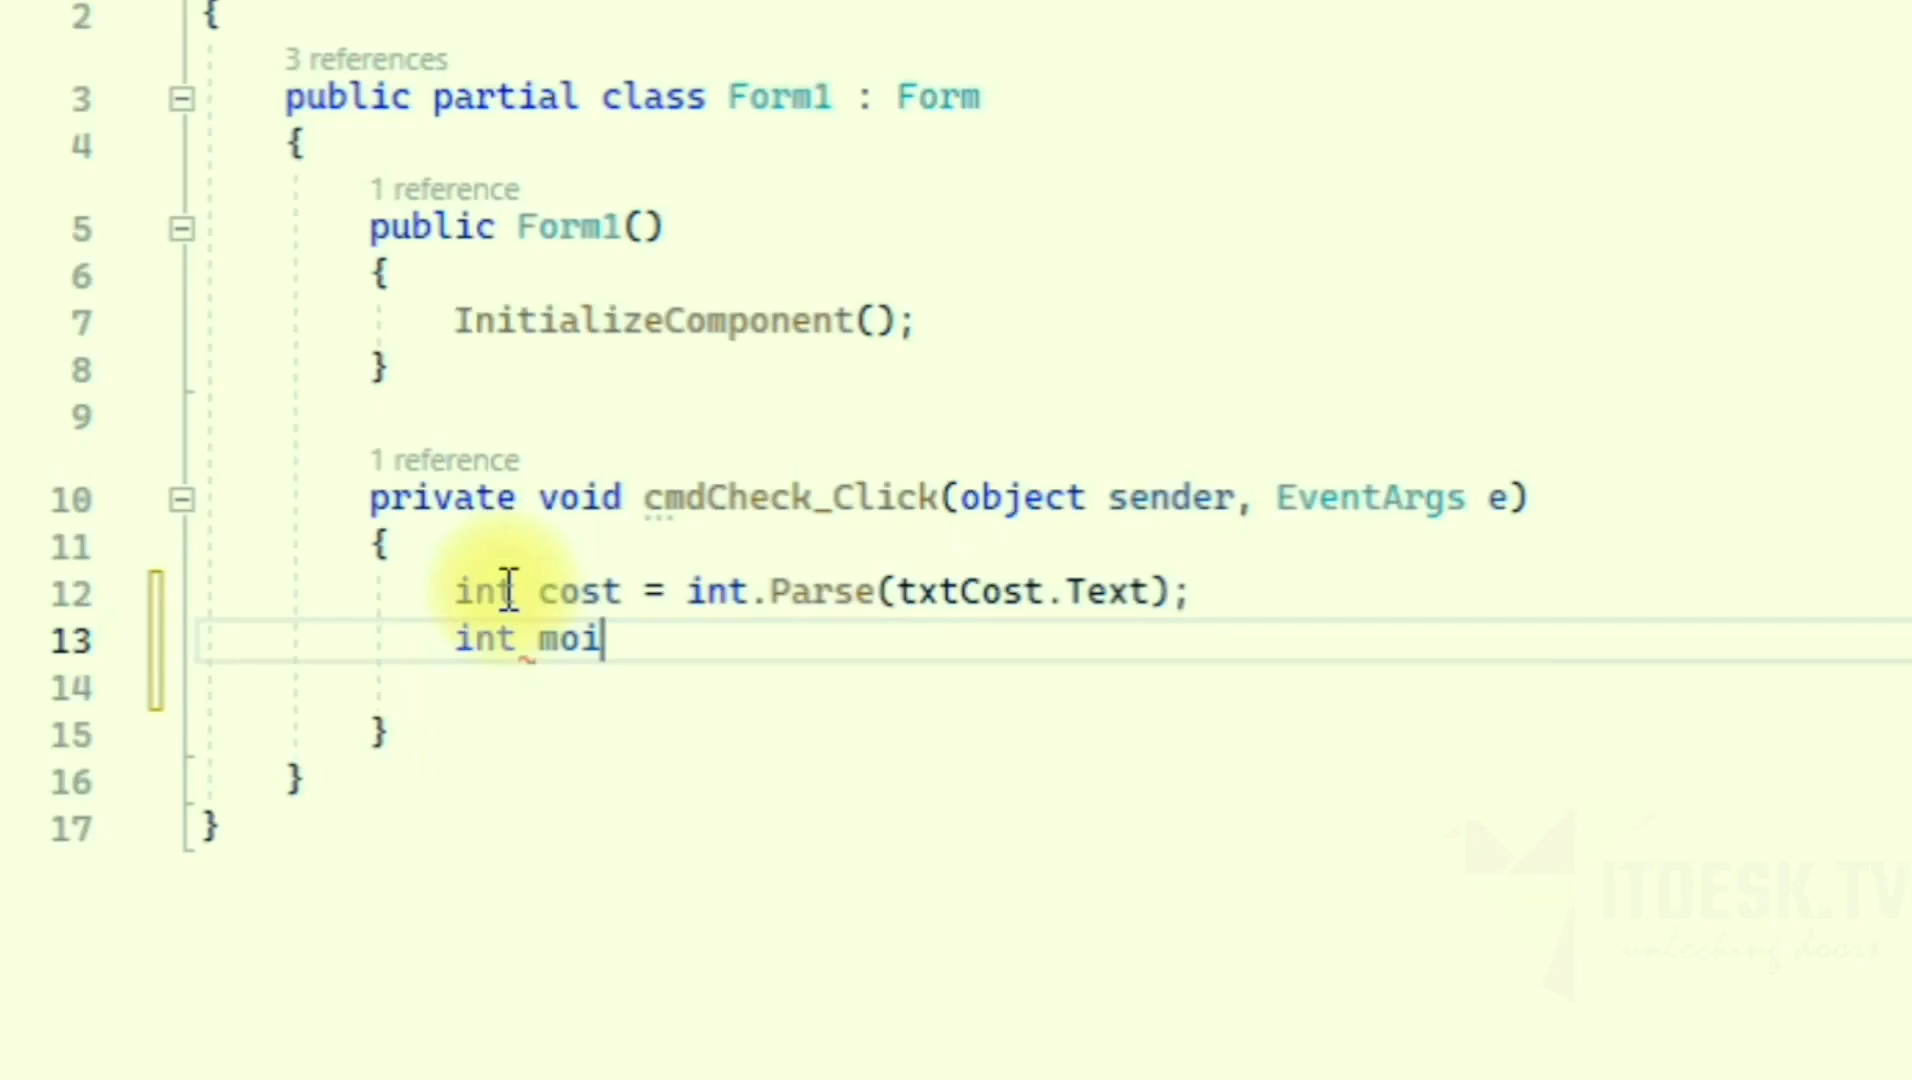 2 {
3 references
3 public partial class Form1 : Form
4 {
1 reference
5 public Form1()
6 {
7 InitializeComponent();
8 }
9
1 reference
10 private void cmdCheck_Click(object sender, EventArgs e)
11 {
12 int cost = int.Parse(txtCost.Text);
13 int moi
14
15 }
16 }
17 }
ITDESK.TV
unlocking doors